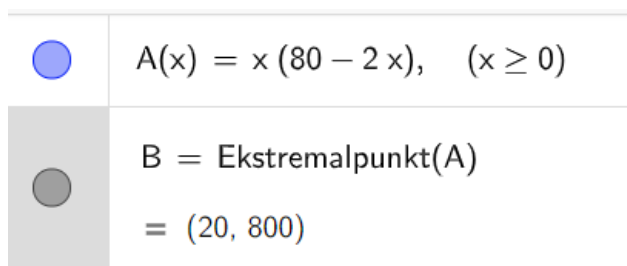 A(x) = x (80 – 2 x), (x ≥ 0)
B = Ekstremalpunkt(A)
= (20, 800)